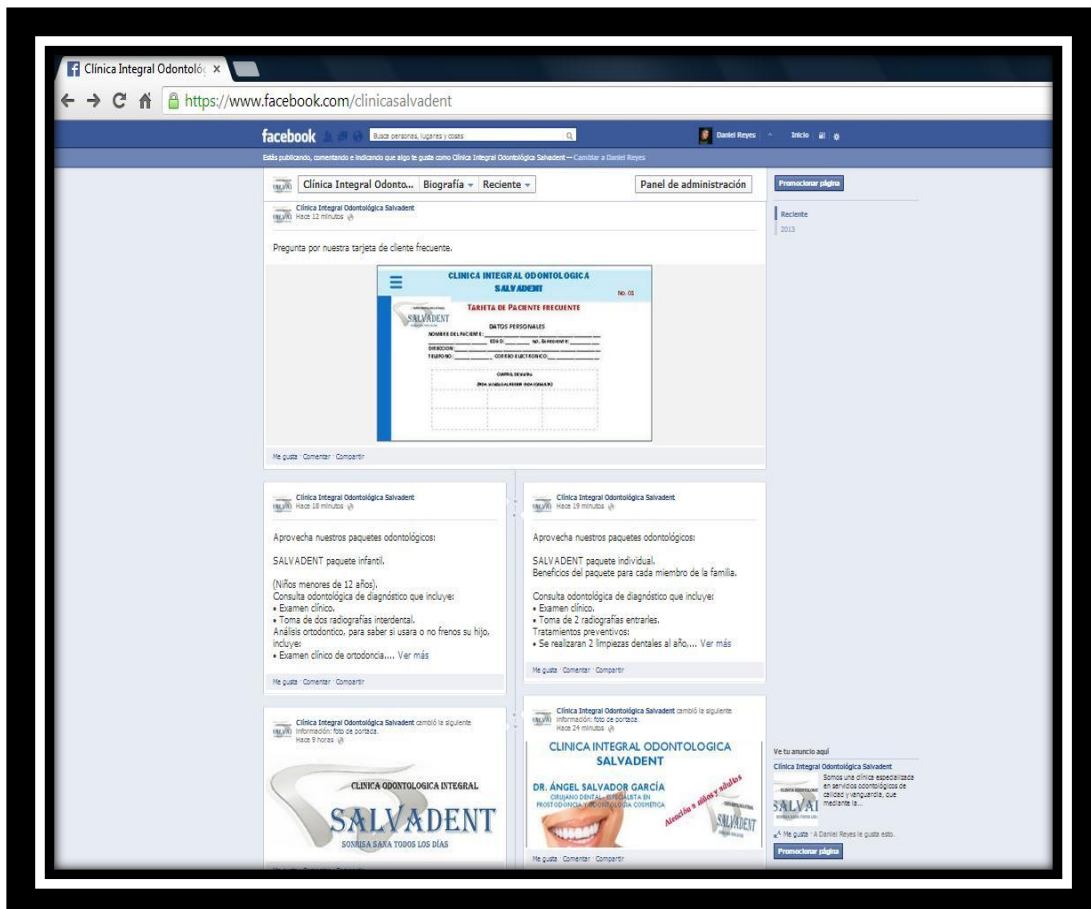 Clínica Integral Odontológ
https://www.facebook.com/clinicasalvadent
facebook
Busca personas, lugares y cosas
Daniel Reyes
Inicio
Estás publicando, comentando e indicando que algo te gusta como Clínica Integral Odontológica Salvadent — Cambiar a Daniel Reyes
Clínica Integral Odonto...
Biografía
Reciente
Panel de administración
Promocionar página
Reciente
2013
Clínica Integral Odontológica Salvadent
Hace 12 minutos
Pregunta por nuestra tarjeta de cliente frecuente.
CLINICA INTEGRAL ODONTOLOGICA
SALVADENT
No. 01
TARJETA DE PACIENTE FRECUENTE
SALVADENT
DATOS PERSONALES
NOMBRE DEL PACIENTE:
EDAD:
DIRECCION:
TELEFONO:
CORREO ELECTRONICO:
Me gusta · Comentar · Compartir
Clínica Integral Odontológica Salvadent
Hace 18 minutos
Aprovecha nuestros paquetes odontológicos:
SALVADENT paquete infantil.
(Niños menores de 12 años).
Consulta odontológica de diagnóstico que incluye:
• Examen clínico.
• Toma de dos radiografías interdental.
Análisis ortodontico, para saber si usara o no frenos su hijo,
incluye:
• Examen clínico de ortodoncia.... Ver más
Me gusta · Comentar · Compartir
Clínica Integral Odontológica Salvadent
Hace 19 minutos
Aprovecha nuestros paquetes odontológicos:
SALVADENT paquete individual.
Beneficios del paquete para cada miembro de la familia.
Consulta odontológica de diagnóstico que incluye:
• Examen clínico.
• Toma de 2 radiografías entrarles.
Tratamientos preventivos:
• Se realizaran 2 limpiezas dentales al año,... Ver más
Me gusta · Comentar · Compartir
Clínica Integral Odontológica Salvadent cambió la siguiente
información: foto de portada.
Hace 9 horas
CLINICA ODONTOLOGICA INTEGRAL
SALVADENT
SONRISA SANA TODOS LOS DÍAS
Clínica Integral Odontológica Salvadent cambió la siguiente
información: foto de portada.
Hace 24 minutos
CLINICA INTEGRAL ODONTOLOGICA
SALVADENT
DR. ÁNGEL SALVADOR GARCÍA
CIRUJANO DENTAL - ESPECIALISTA EN
PROSTODONCIA Y ODONTOLOGIA COSMETICA
Atención a niños y adultos
SALVADENT
Me gusta · Comentar · Compartir
Ve tu anuncio aquí
Clínica Integral Odontológica Salvadent
Somos una clínica especializada
en servicios odontológicos de
calidad y vanguardia, que
mediante la...
Me gusta · A Daniel Reyes le gusta esto.
Promocionar página